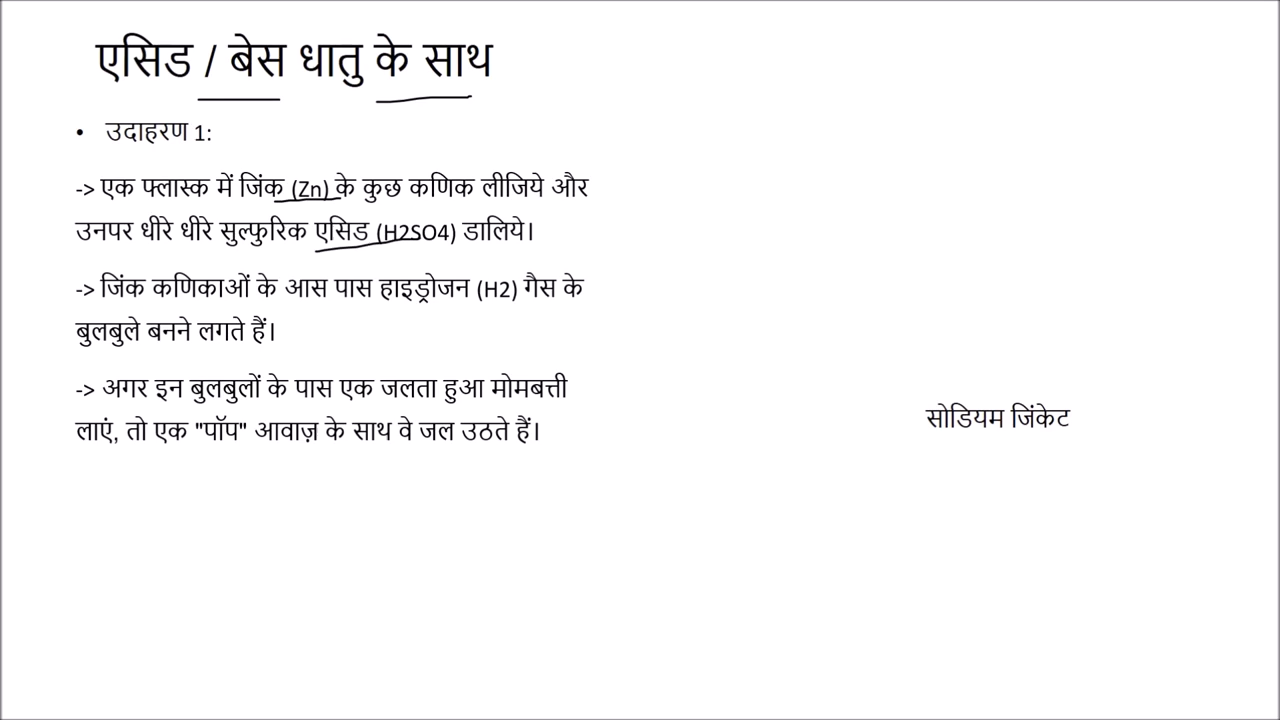 एसिड / बेस धातु के साथ
• उदाहरण 1:
-> एक फ्लास्क में जिंक (Zn) के कुछ कणिक लीजिये और
उनपर धीरे धीरे सुल्फुरिक एसिड (H2SO4) डालिये।
-> जिंक कणिकाओं के आस पास हाइड्रोजन (H2) गैस के
बुलबुले बनने लगते हैं।
-> अगर इन बुलबुलों के पास एक जलता हुआ मोमबत्ती
लाएं, तो एक "पॉप" आवाज़ के साथ वे जल उठते हैं।
सोडियम जिंकेट